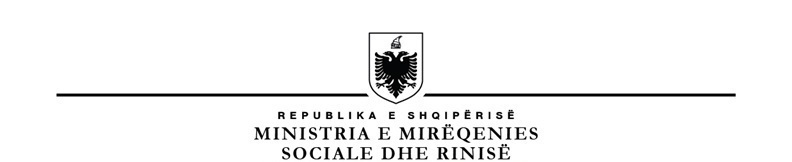 REPUBLIKA E SHQIPËRISË
MINISTRIA E MIRËQENIES
SOCIALE DHE RINISË